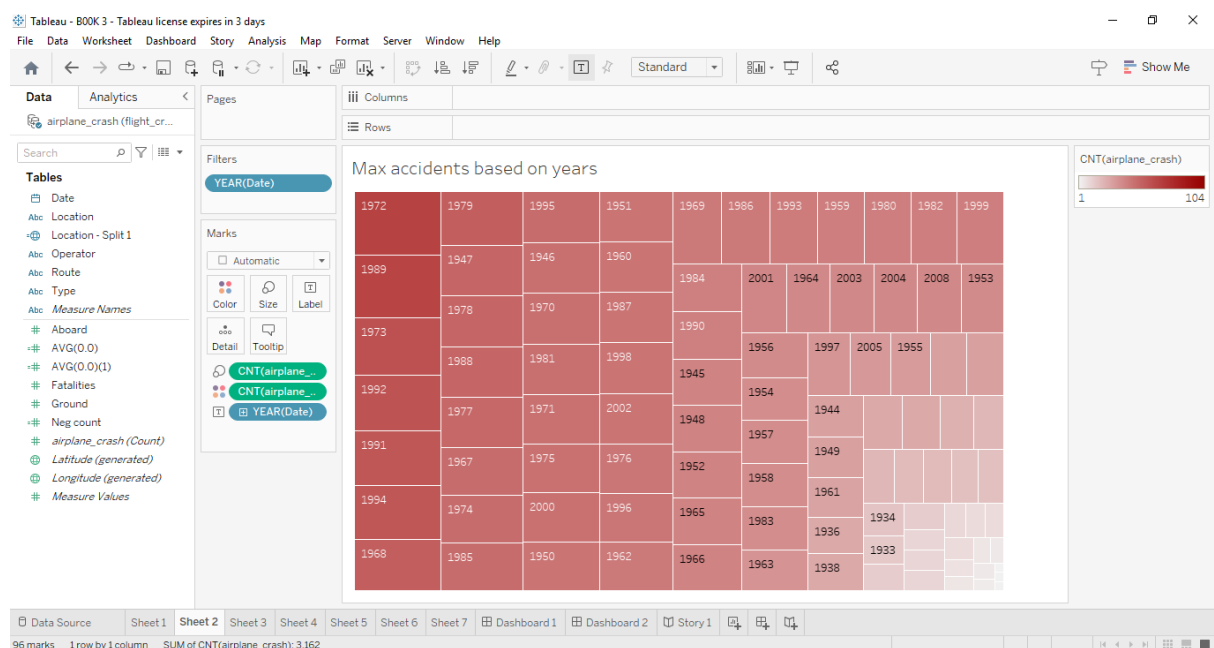 Tableau - B00K 3 - Tableau license expires in 3 days
File Data Worksheet Dashboard Story Analysis Map Format Server Window Help
Standard
Show Me
Data Analytics
airplane_crash (flight_cr...
Search
Tables
Date
Abc Location
Location - Split 1
Abc Operator
Abc Route
Abc Type
Abc Measure Names
# Aboard
=# AVG(0.0)
=# AVG(0.0)(1)
# Fatalities
# Ground
=# Neg count
# airplane_crash (Count)
Latitude (generated)
Longitude (generated)
# Measure Values
Pages
Filters
YEAR(Date)
Marks
Automatic
Color Size Label
Detail Tooltip
CNT(airplane_..
CNT(airplane_..
YEAR(Date)
iii Columns
Rows
Max accidents based on years
1972 1979 1995 1951 1969 1986 1993 1959 1980 1982 1999
1947 1946 1960
1989 1984 2001 1964 2003 2004 2008 1953
1978 1970 1987
1973 1990
1988 1981 1998 1956 1997 2005 1955
1945
1992 1954
1977 1971 2002 1944
1948
1991 1957
1967 1975 1976 1949
1952
1958
1994 1961
1974 2000 1996 1965
1983 1934
1936
1968 1985 1950 1962 1966 1933
1963 1938
CNT(airplane_crash)
1 104
Data Source Sheet 1 Sheet 2 Sheet 3 Sheet 4 Sheet 5 Sheet 6 Sheet 7 Dashboard 1 Dashboard 2 Story 1
96 marks 1 row by 1 column SUM of CNT(airplane_crash): 3,162